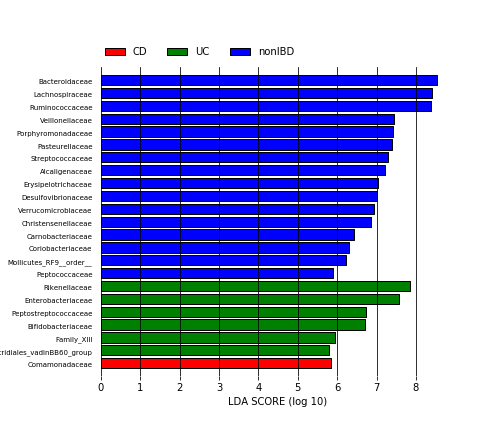 CD UC nonIBD
Bacteroidaceae
Lachnospiraceae
Ruminococcaceae
Veillonellaceae
Porphyromonadaceae
Pasteurellaceae
Streptococcaceae
Alcaligenaceae
Erysipelotrichaceae
Desulfovibrionaceae
Verrucomicrobiaceae
Christensenellaceae
Carnobacteriaceae
Coriobacteriaceae
Mollicutes_RF9__order__
Peptococcaceae
Rikenellaceae
Enterobacteriaceae
Peptostreptococcaceae
Bifidobacteriaceae
Family_XIII
tridiales_vadinBB60_group
Comamonadaceae
0 1 2 3 4 5 6 7 8
LDA SCORE (log 10)